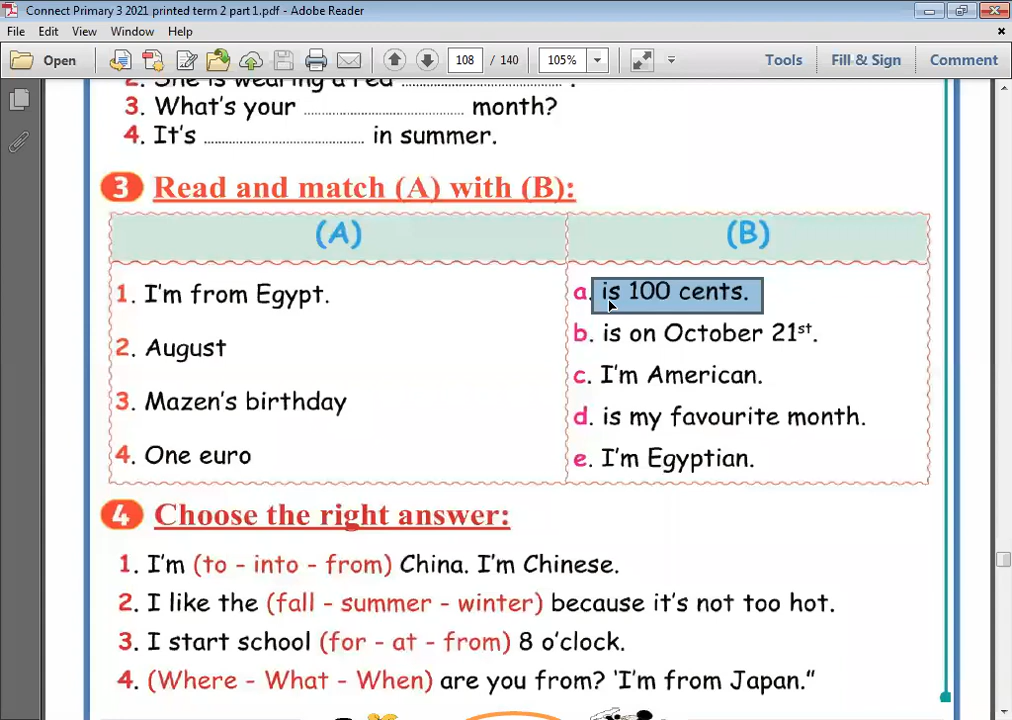 Connect Primary 3 2021 printed term 2 part 1.pdf - Adobe Reader
File Edit View Window Help
Open 108 / 140 105% Tools Fill & Sign Comment
2. She is wearing a red .............................. .
3. What's your .............................. month?
4. It's .............................. in summer.
3 Read and match (A) with (B):
(A) (B)
1. I'm from Egypt. a. is 100 cents.
2. August b. is on October 21st.
3. Mazen's birthday c. I'm American.
4. One euro d. is my favourite month.
e. I'm Egyptian.
4 Choose the right answer:
1. I'm (to - into - from) China. I'm Chinese.
2. I like the (fall - summer - winter) because it's not too hot.
3. I start school (for - at - from) 8 o'clock.
4. (Where - What - When) are you from? 'I'm from Japan."